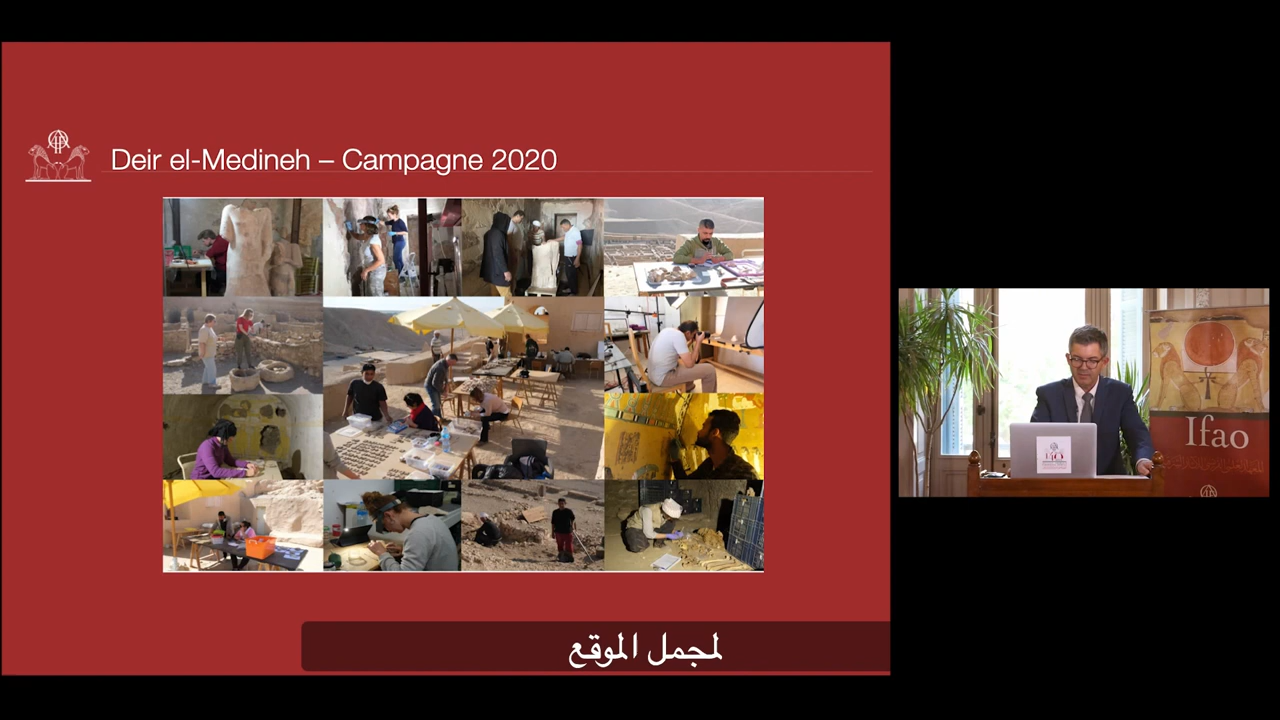 Deir el-Medineh – Campagne 2020
Ifao
لمجمل الموقع